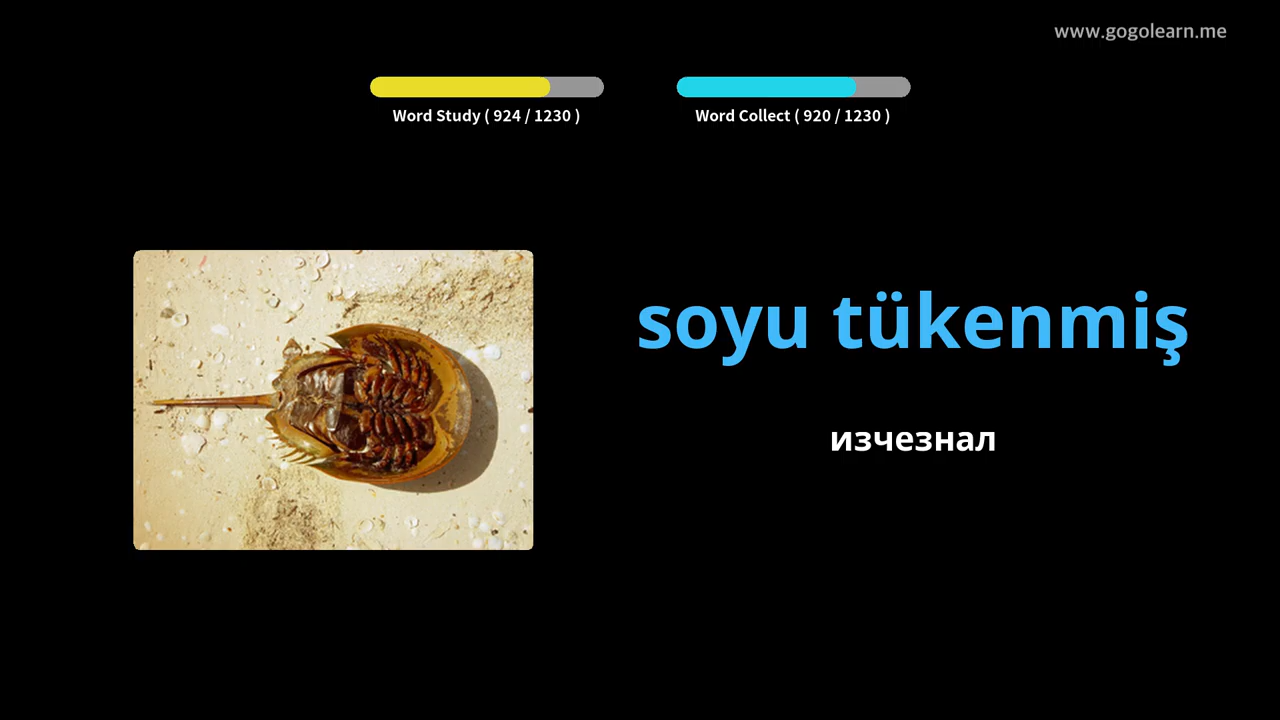 www.gogolearn.me
Word Study ( 924 / 1230 )
Word Collect ( 920 / 1230 )
soyu tükenmiş
изчезнал